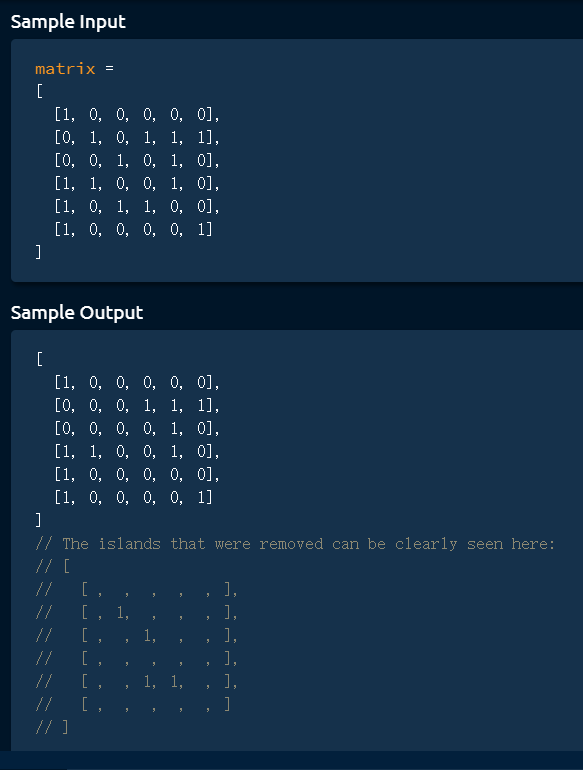 Sample Input
matrix =
[
  [1, 0, 0, 0, 0, 0],
  [0, 1, 0, 1, 1, 1],
  [0, 0, 1, 0, 1, 0],
  [1, 1, 0, 0, 1, 0],
  [1, 0, 1, 1, 0, 0],
  [1, 0, 0, 0, 0, 1]
]
Sample Output
[
  [1, 0, 0, 0, 0, 0],
  [0, 0, 0, 1, 1, 1],
  [0, 0, 0, 0, 1, 0],
  [1, 1, 0, 0, 1, 0],
  [1, 0, 0, 0, 0, 0],
  [1, 0, 0, 0, 0, 1]
]
// The islands that were removed can be clearly seen here:
// [
//   [ ,  ,  ,  ,  , ],
//   [ , 1,  ,  ,  , ],
//   [ ,  , 1,  ,  , ],
//   [ ,  ,  ,  ,  , ],
//   [ ,  , 1, 1,  , ],
//   [ ,  ,  ,  ,  , ]
// ]